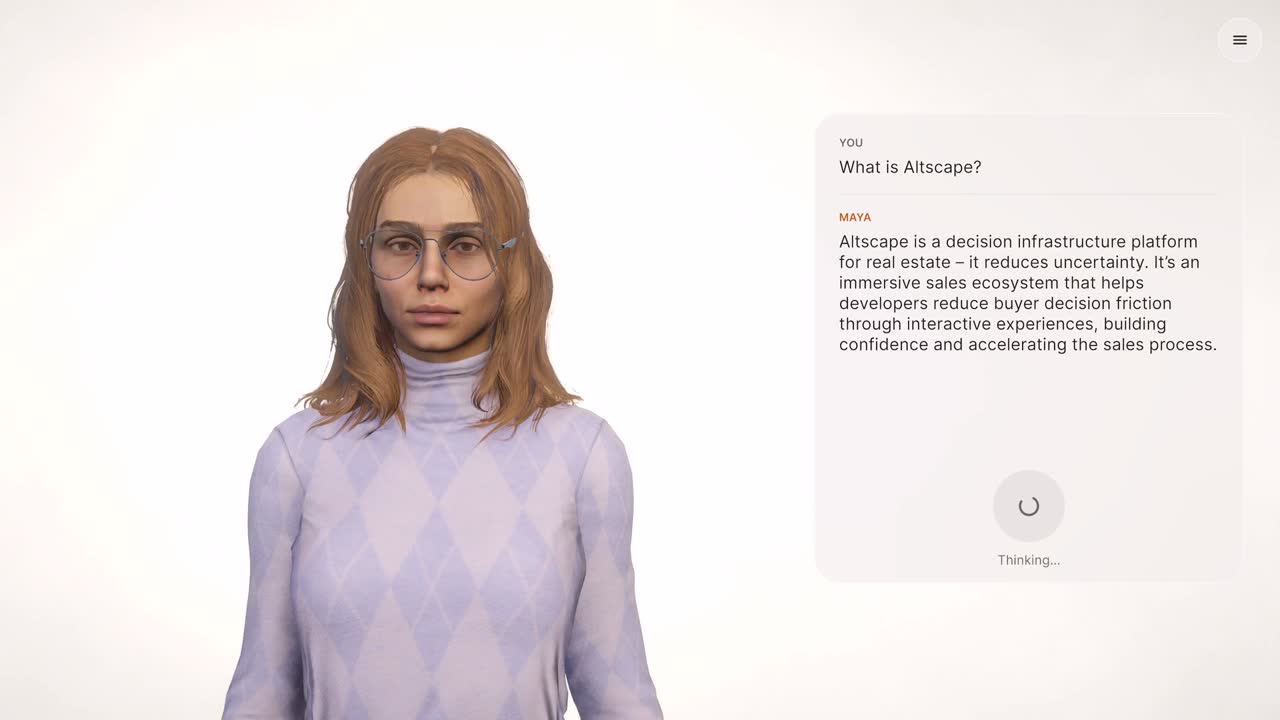 YOU
What is Altscape?
MAYA
Altscape is a decision infrastructure platform
for real estate – it reduces uncertainty. It’s an
immersive sales ecosystem that helps
developers reduce buyer decision friction
through interactive experiences, building
confidence and accelerating the sales process.
Thinking...